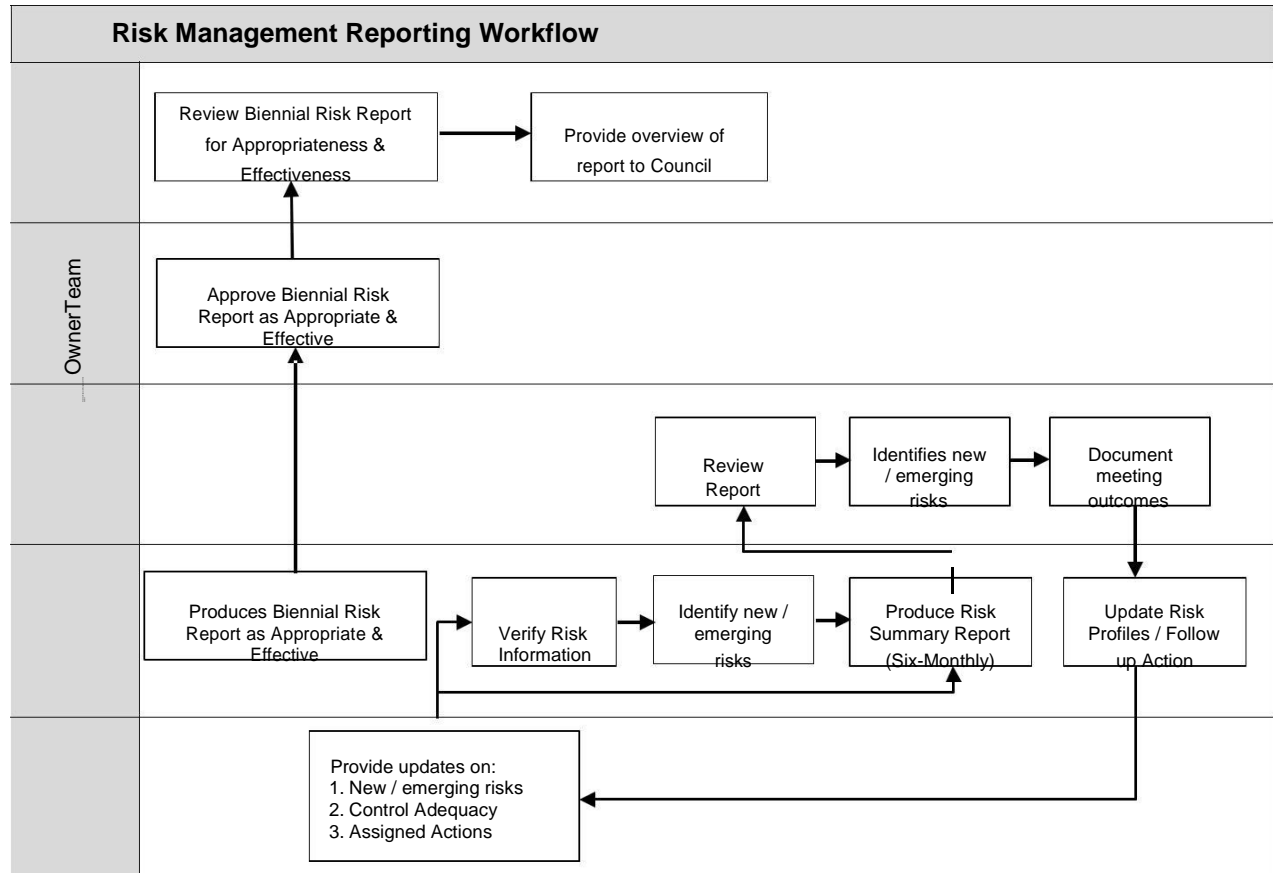 Risk Management Reporting Workflow
Review Biennial Risk Report
for Appropriateness &
Effectiveness
Provide overview of
report to Council
OwnerTeam
Approve Biennial Risk
Report as Appropriate &
Effective
Review
Report
Identifies new
/ emerging
risks
Document
meeting
outcomes
Produces Biennial Risk
Report as Appropriate &
Effective
Verify Risk
Information
Identify new /
emerging
risks
Produce Risk
Summary Report
(Six-Monthly)
Update Risk
Profiles / Follow
up Action
Provide updates on:
1. New / emerging risks
2. Control Adequacy
3. Assigned Actions